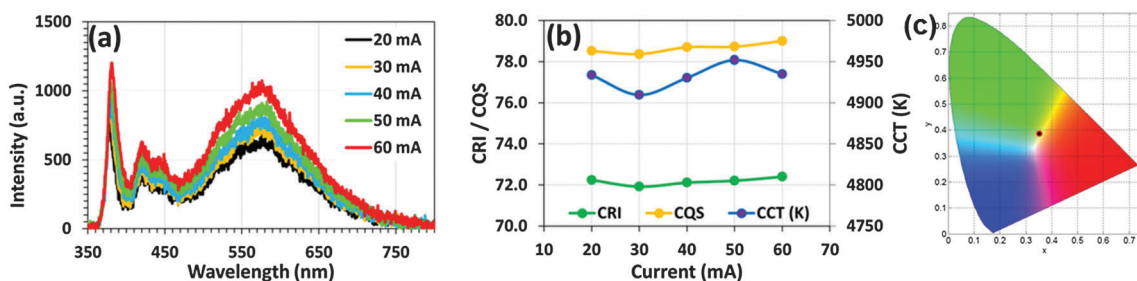 (a)
1500
1000
500
0
350
450
550
650
750
Intensity (a.u.)
Wavelength (nm)
20 mA
30 mA
40 mA
50 mA
60 mA
(b)
80.0
78.0
76.0
74.0
72.0
70.0
CRI / CQS
10
20
30
40
50
60
70
Current (mA)
CRI
CQS
CCT (K)
5000
4950
4900
4850
4800
4750
CCT (K)
(c)
0.8
0.7
0.6
0.5
0.4
0.3
0.2
0.1
0
y
0
0.1
0.2
0.3
0.4
0.5
0.6
0.7
x